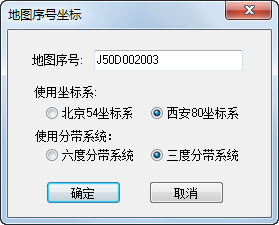 地图序号坐标
地图序号: J50D002003
使用坐标系:
北京54坐标系 西安80坐标系
使用分带系统:
六度分带系统 三度分带系统
确定 取消